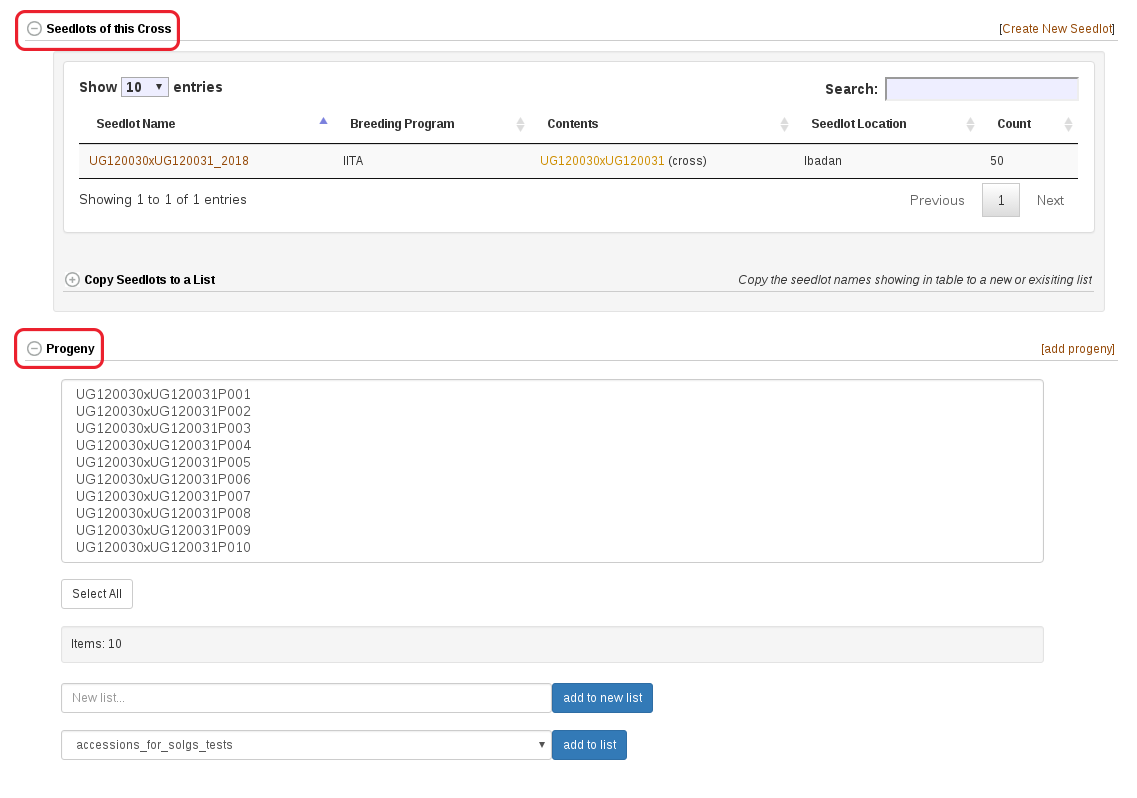 Seedlots of this Cross [Create New Seedlot]
Show 10 entries Search:
Seedlot Name Breeding Program Contents Seedlot Location Count
UG120030xUG120031_2018 IITA UG120030xUG120031 (cross) Ibadan 50
Showing 1 to 1 of 1 entries Previous 1 Next
Copy Seedlots to a List Copy the seedlot names showing in table to a new or exisiting list
Progeny [add progeny]
UG120030xUG120031P001
UG120030xUG120031P002
UG120030xUG120031P003
UG120030xUG120031P004
UG120030xUG120031P005
UG120030xUG120031P006
UG120030xUG120031P007
UG120030xUG120031P008
UG120030xUG120031P009
UG120030xUG120031P010
Select All
Items: 10
New list... add to new list
accessions_for_solgs_tests add to list